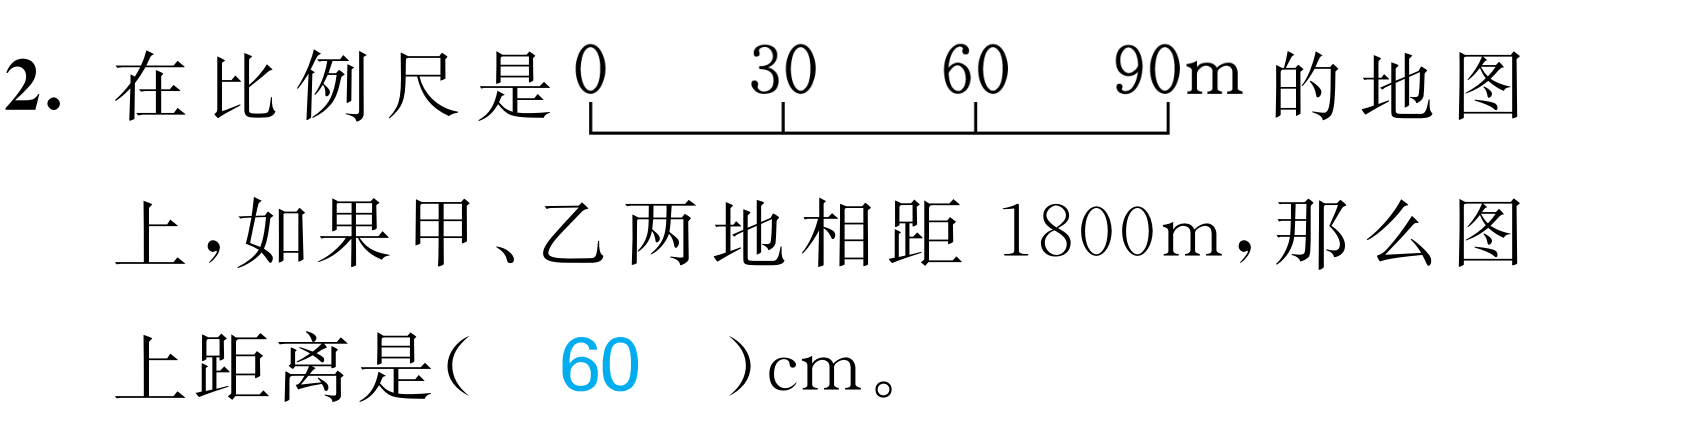 2. 在比例尺是 0 30 60 90m 的地图
上,如果甲、乙两地相距 1800m,那么图
上距离是( 60 )cm。